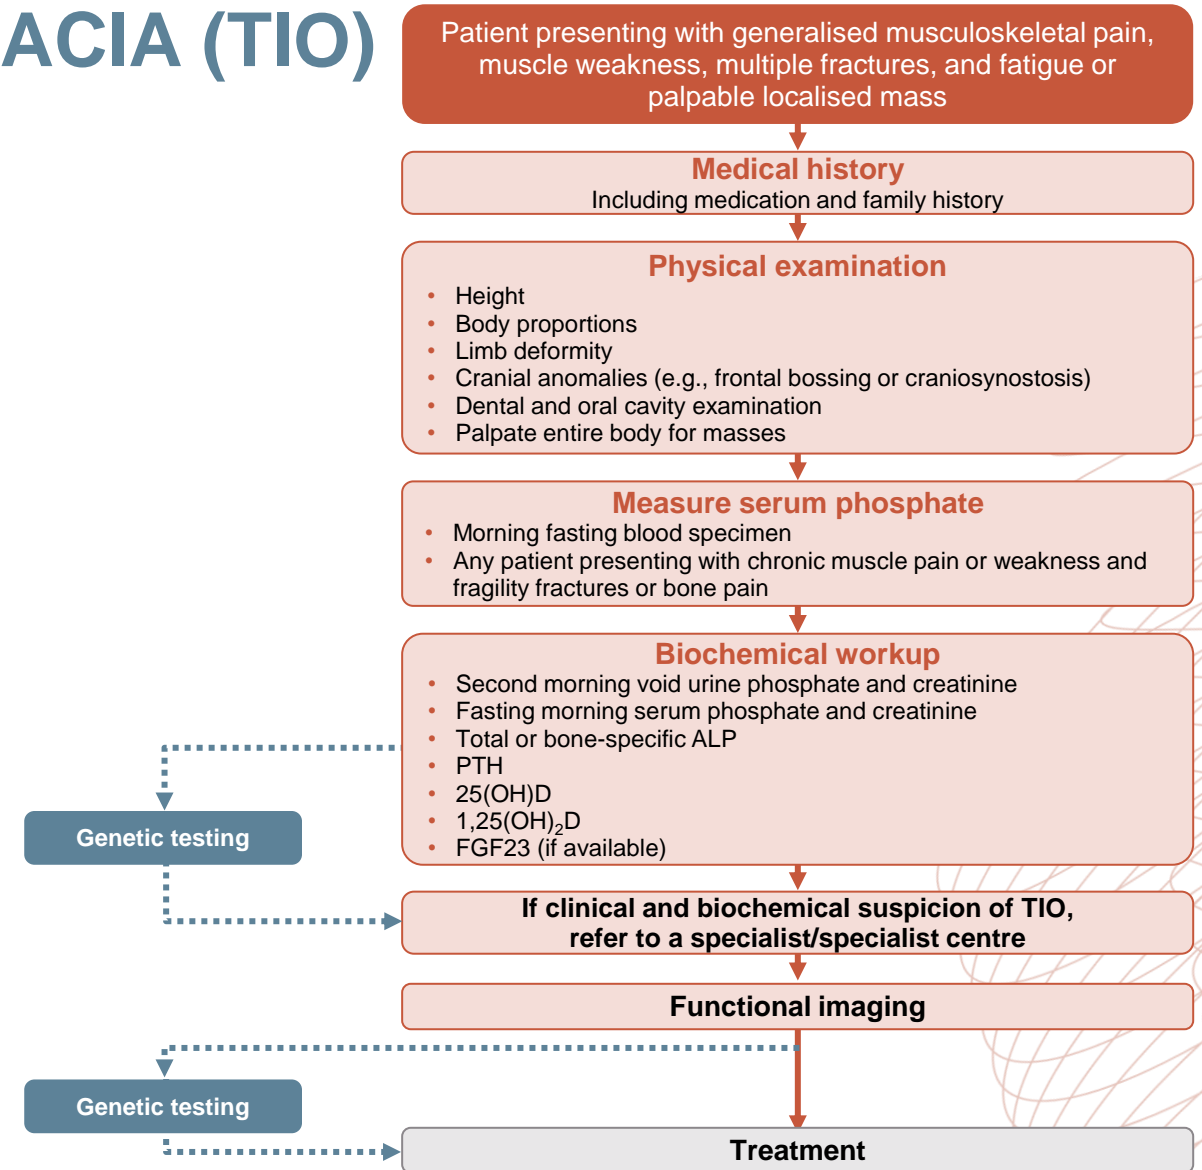 ACIA (TIO)
Patient presenting with generalised musculoskeletal pain,
muscle weakness, multiple fractures, and fatigue or
palpable localised mass
Medical history
Including medication and family history
Physical examination
• Height
• Body proportions
• Limb deformity
• Cranial anomalies (e.g., frontal bossing or craniosynostosis)
• Dental and oral cavity examination
• Palpate entire body for masses
Measure serum phosphate
• Morning fasting blood specimen
• Any patient presenting with chronic muscle pain or weakness and
fragility fractures or bone pain
Biochemical workup
• Second morning void urine phosphate and creatinine
• Fasting morning serum phosphate and creatinine
• Total or bone-specific ALP
• PTH
• 25(OH)D
• 1,25(OH)₂D
• FGF23 (if available)
Genetic testing
If clinical and biochemical suspicion of TIO,
refer to a specialist/specialist centre
Functional imaging
Genetic testing
Treatment